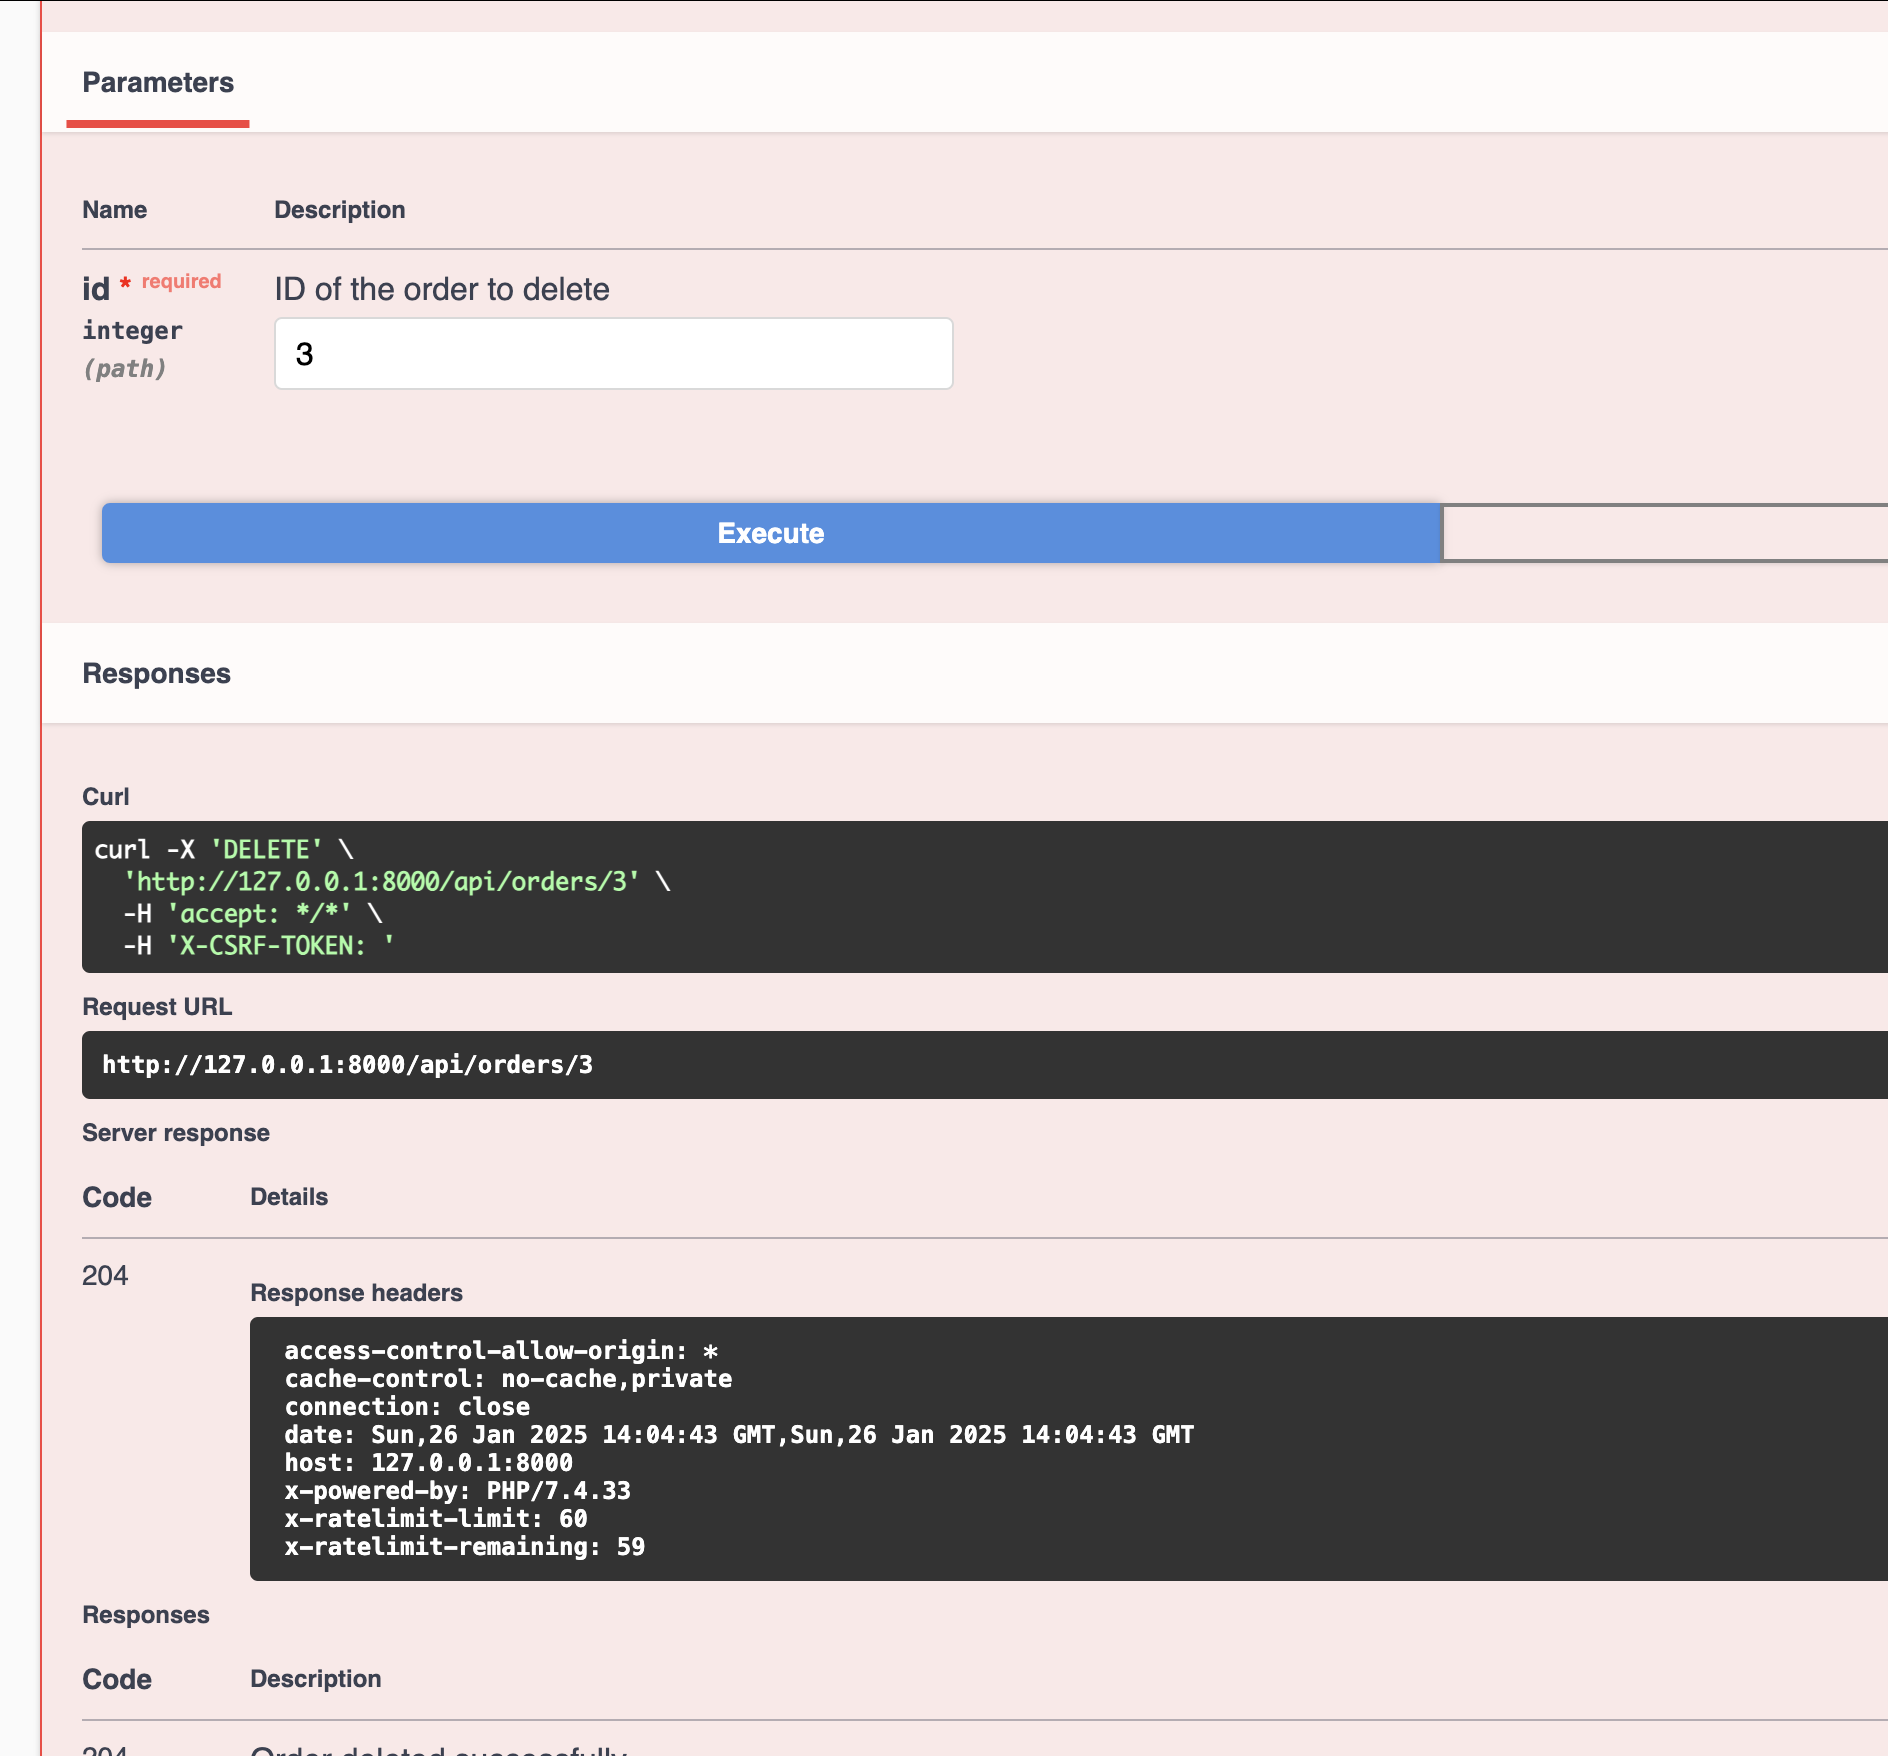 Parameters
Name Description
id * required
ID of the order to delete
integer
(path)
3
Execute
Responses
Curl
curl -X 'DELETE' \
  'http://127.0.0.1:8000/api/orders/3' \
  -H 'accept: */*' \
  -H 'X-CSRF-TOKEN: '
Request URL
http://127.0.0.1:8000/api/orders/3
Server response
Code Details
204
Response headers
access-control-allow-origin: *
cache-control: no-cache,private
connection: close
date: Sun,26 Jan 2025 14:04:43 GMT,Sun,26 Jan 2025 14:04:43 GMT
host: 127.0.0.1:8000
x-powered-by: PHP/7.4.33
x-ratelimit-limit: 60
x-ratelimit-remaining: 59
Responses
Code Description
204 Order deleted successfully